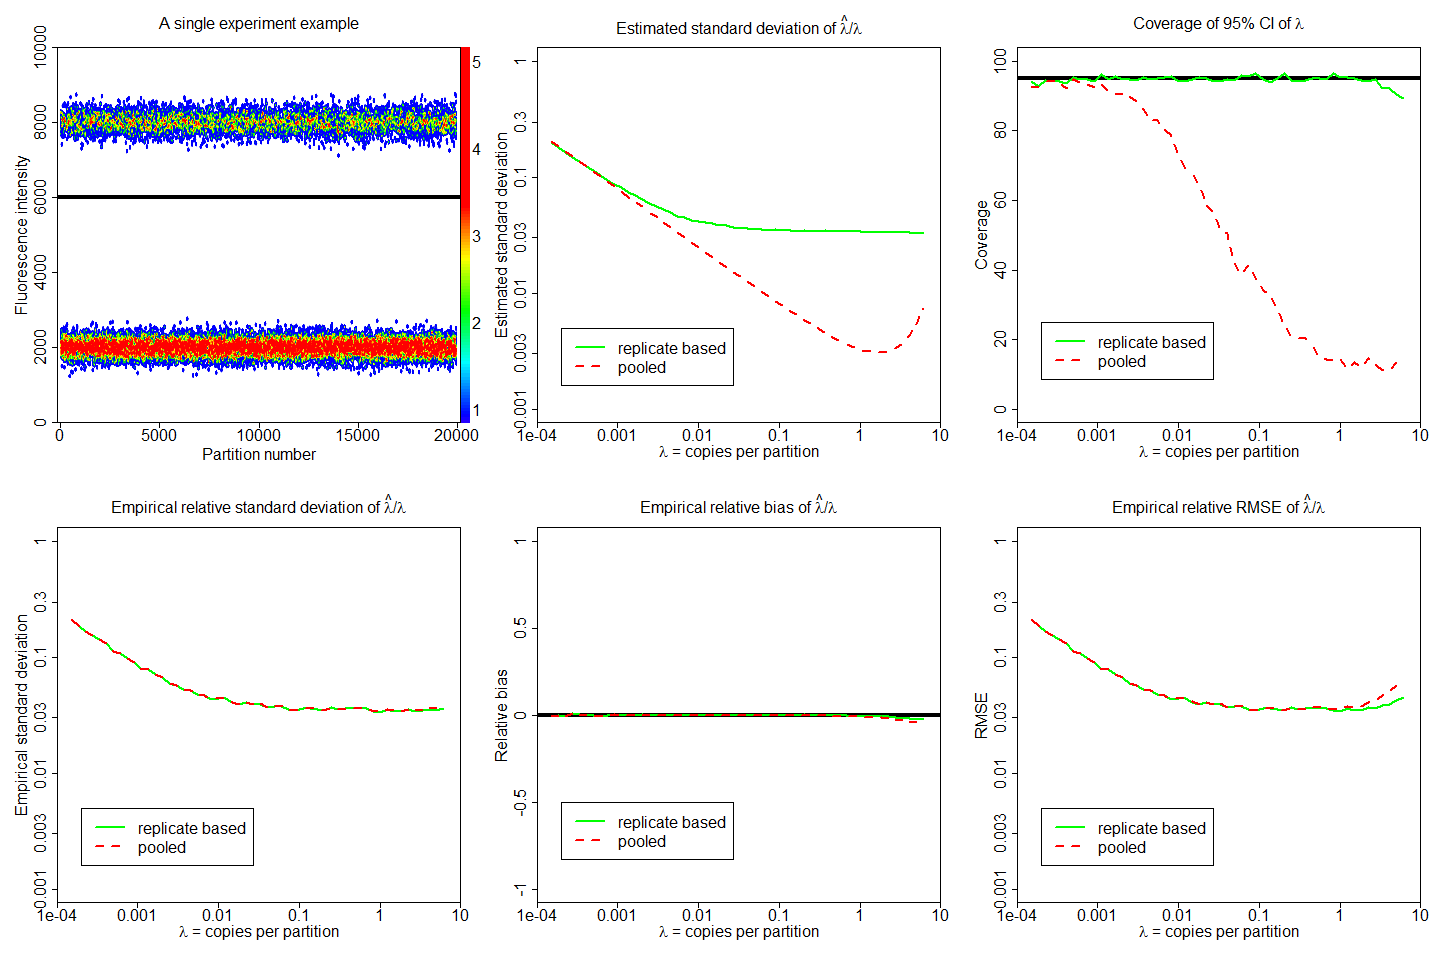 A single experiment example
Fluorescence intensity
10000
8000
6000
4000
2000
0
0 5000 10000 15000 20000
Partition number
5
4
3
2
1
Estimated standard deviation of λ̂/λ
Estimated standard deviation
1
0.3
0.1
0.03
0.01
0.003
0.001
replicate based
pooled
1e-04 0.001 0.01 0.1 1 10
λ = copies per partition
Coverage of 95% CI of λ
Coverage
100
80
60
40
20
0
replicate based
pooled
1e-04 0.001 0.01 0.1 1 10
λ = copies per partition
Empirical relative standard deviation of λ̂/λ
Empirical standard deviation
1
0.3
0.1
0.03
0.01
0.003
0.001
replicate based
pooled
1e-04 0.001 0.01 0.1 1 10
λ = copies per partition
Empirical relative bias of λ̂/λ
Relative bias
1
0.5
0
-0.5
-1
replicate based
pooled
1e-04 0.001 0.01 0.1 1 10
λ = copies per partition
Empirical relative RMSE of λ̂/λ
RMSE
1
0.3
0.1
0.03
0.01
0.003
0.001
replicate based
pooled
1e-04 0.001 0.01 0.1 1 10
λ = copies per partition